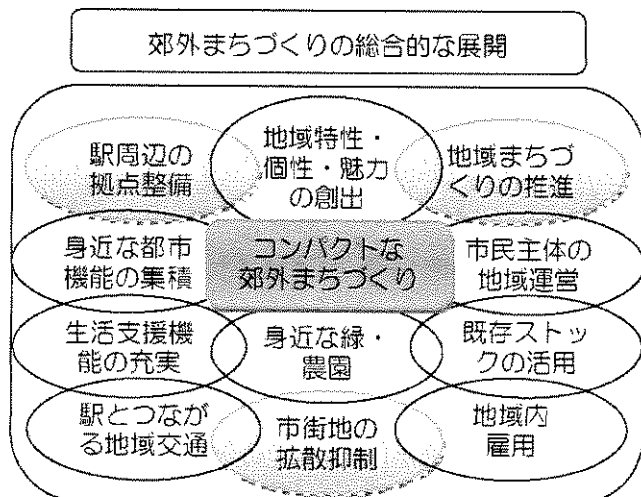 郊外まちづくりの総合的な展開
駅周辺の
拠点整備
地域特性・
個性・魅力
の創出
地域まちづ
くりの推進
身近な都市
機能の集積
コンパクトな
郊外まちづくり
市民主体の
地域運営
生活支援機
能の充実
身近な緑・
農園
既存ストッ
クの活用
駅とつなが
る地域交通
市街地の
拡散抑制
地域内
雇用